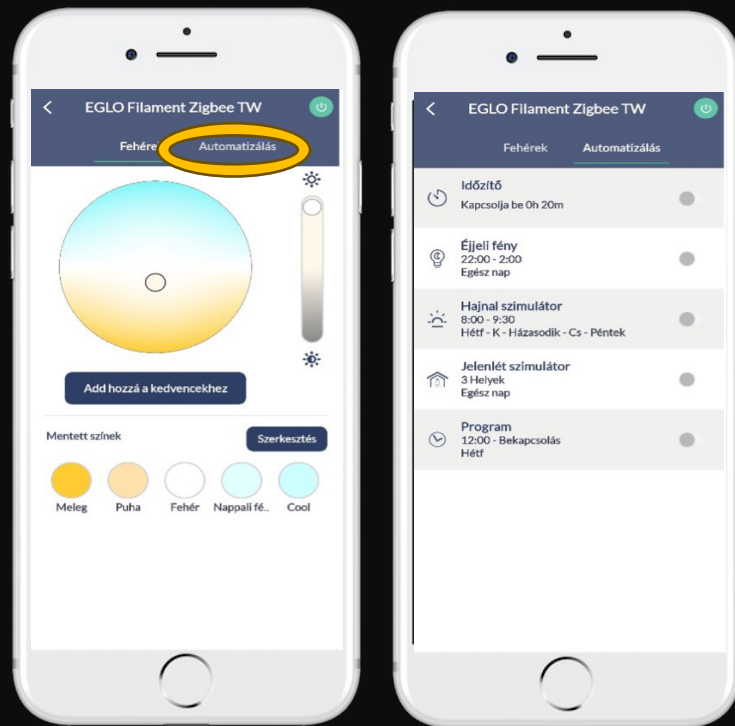 EGLO Filament Zigbee TW
Fehére Automatizálás
Add hozzá a kedvencekhez
Mentett színek
Szerkesztés
Meleg Puha Fehér Nappali fé.. Cool
EGLO Filament Zigbee TW
Fehérek Automatizálás
Időzítő
Kapcsolja be 0h 20m
Éjjeli fény
22:00 - 2:00
Egész nap
Hajnal szimulátor
8:00 - 9:30
Hétf - K - Házasodik - Cs - Péntek
Jelenlét szimulátor
3 Helyek
Egész nap
Program
12:00 - Bekapcsolás
Hétf